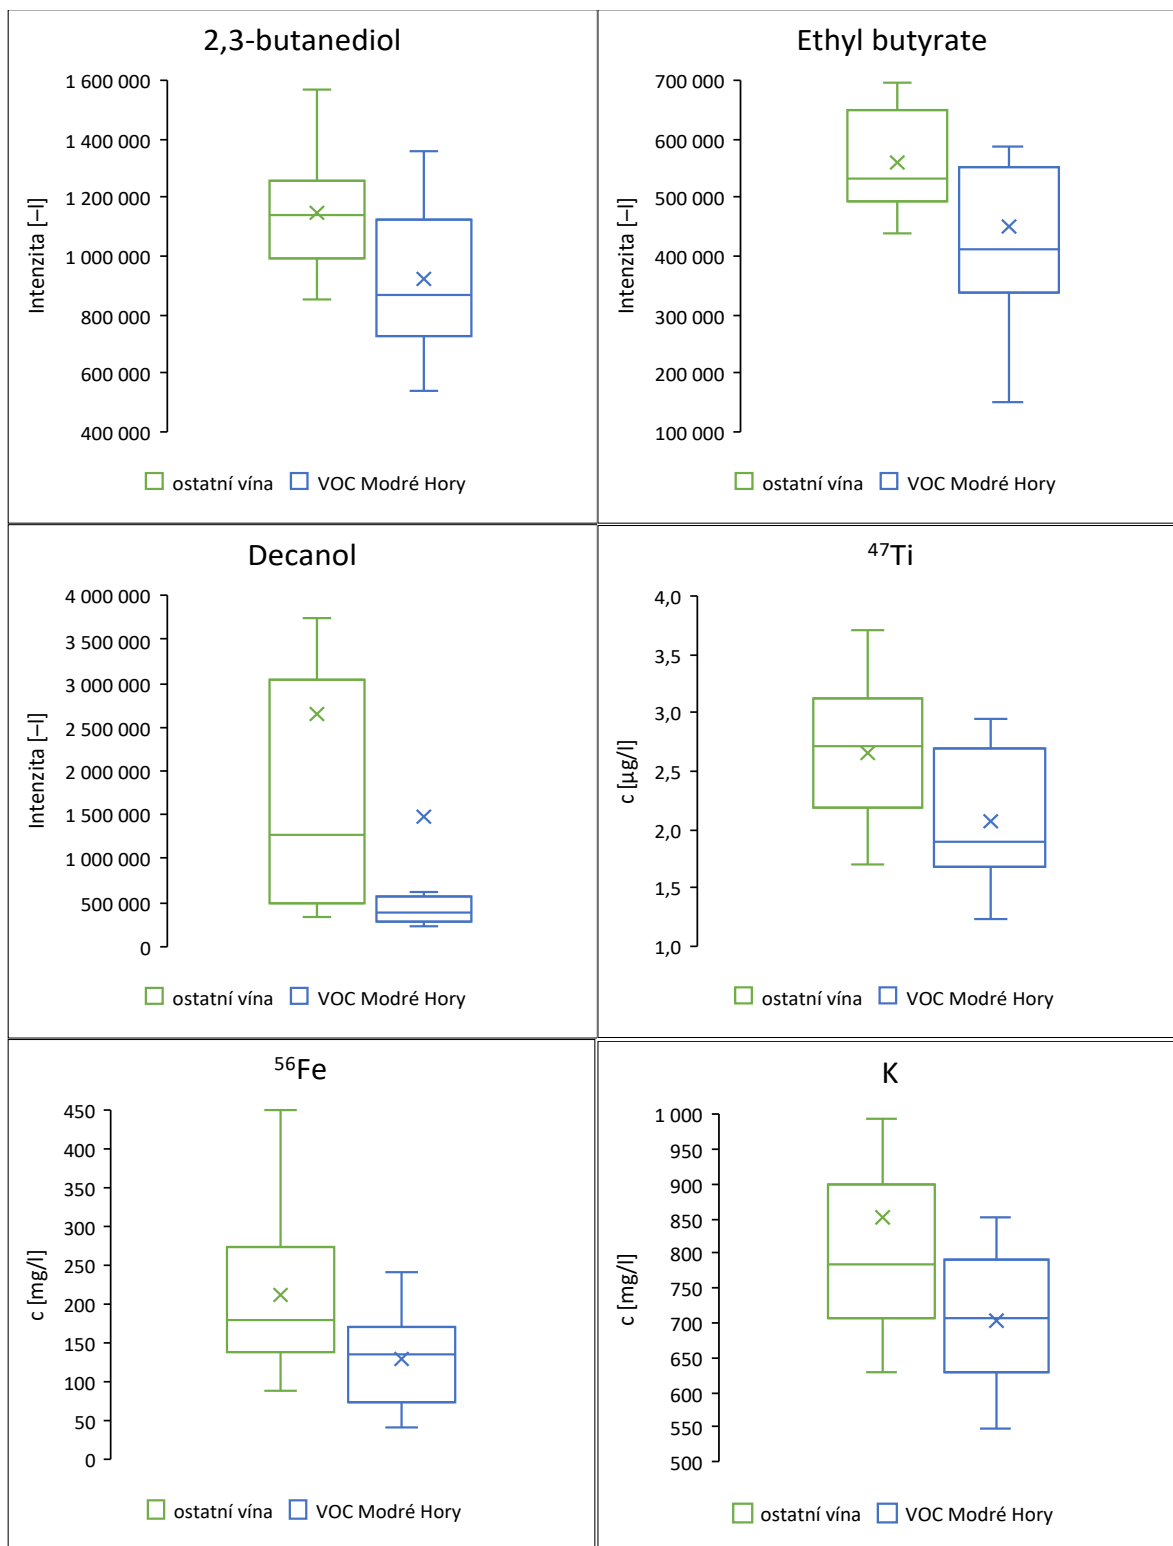 2,3-butanediol
Intenzita [–l]
1 600 000
1 400 000
1 200 000
1 000 000
800 000
600 000
400 000
ostatní vína VOC Modré Hory
Ethyl butyrate
Intenzita [–l]
700 000
600 000
500 000
400 000
300 000
200 000
100 000
ostatní vína VOC Modré Hory
Decanol
Intenzita [–l]
4 000 000
3 500 000
3 000 000
2 500 000
2 000 000
1 500 000
1 000 000
500 000
0
ostatní vína VOC Modré Hory
⁴⁷Ti
c [µg/l]
4,0
3,5
3,0
2,5
2,0
1,5
1,0
ostatní vína VOC Modré Hory
⁵⁶Fe
c [mg/l]
450
400
350
300
250
200
150
100
50
0
ostatní vína VOC Modré Hory
K
c [mg/l]
1 000
950
900
850
800
750
700
650
600
550
500
ostatní vína VOC Modré Hory